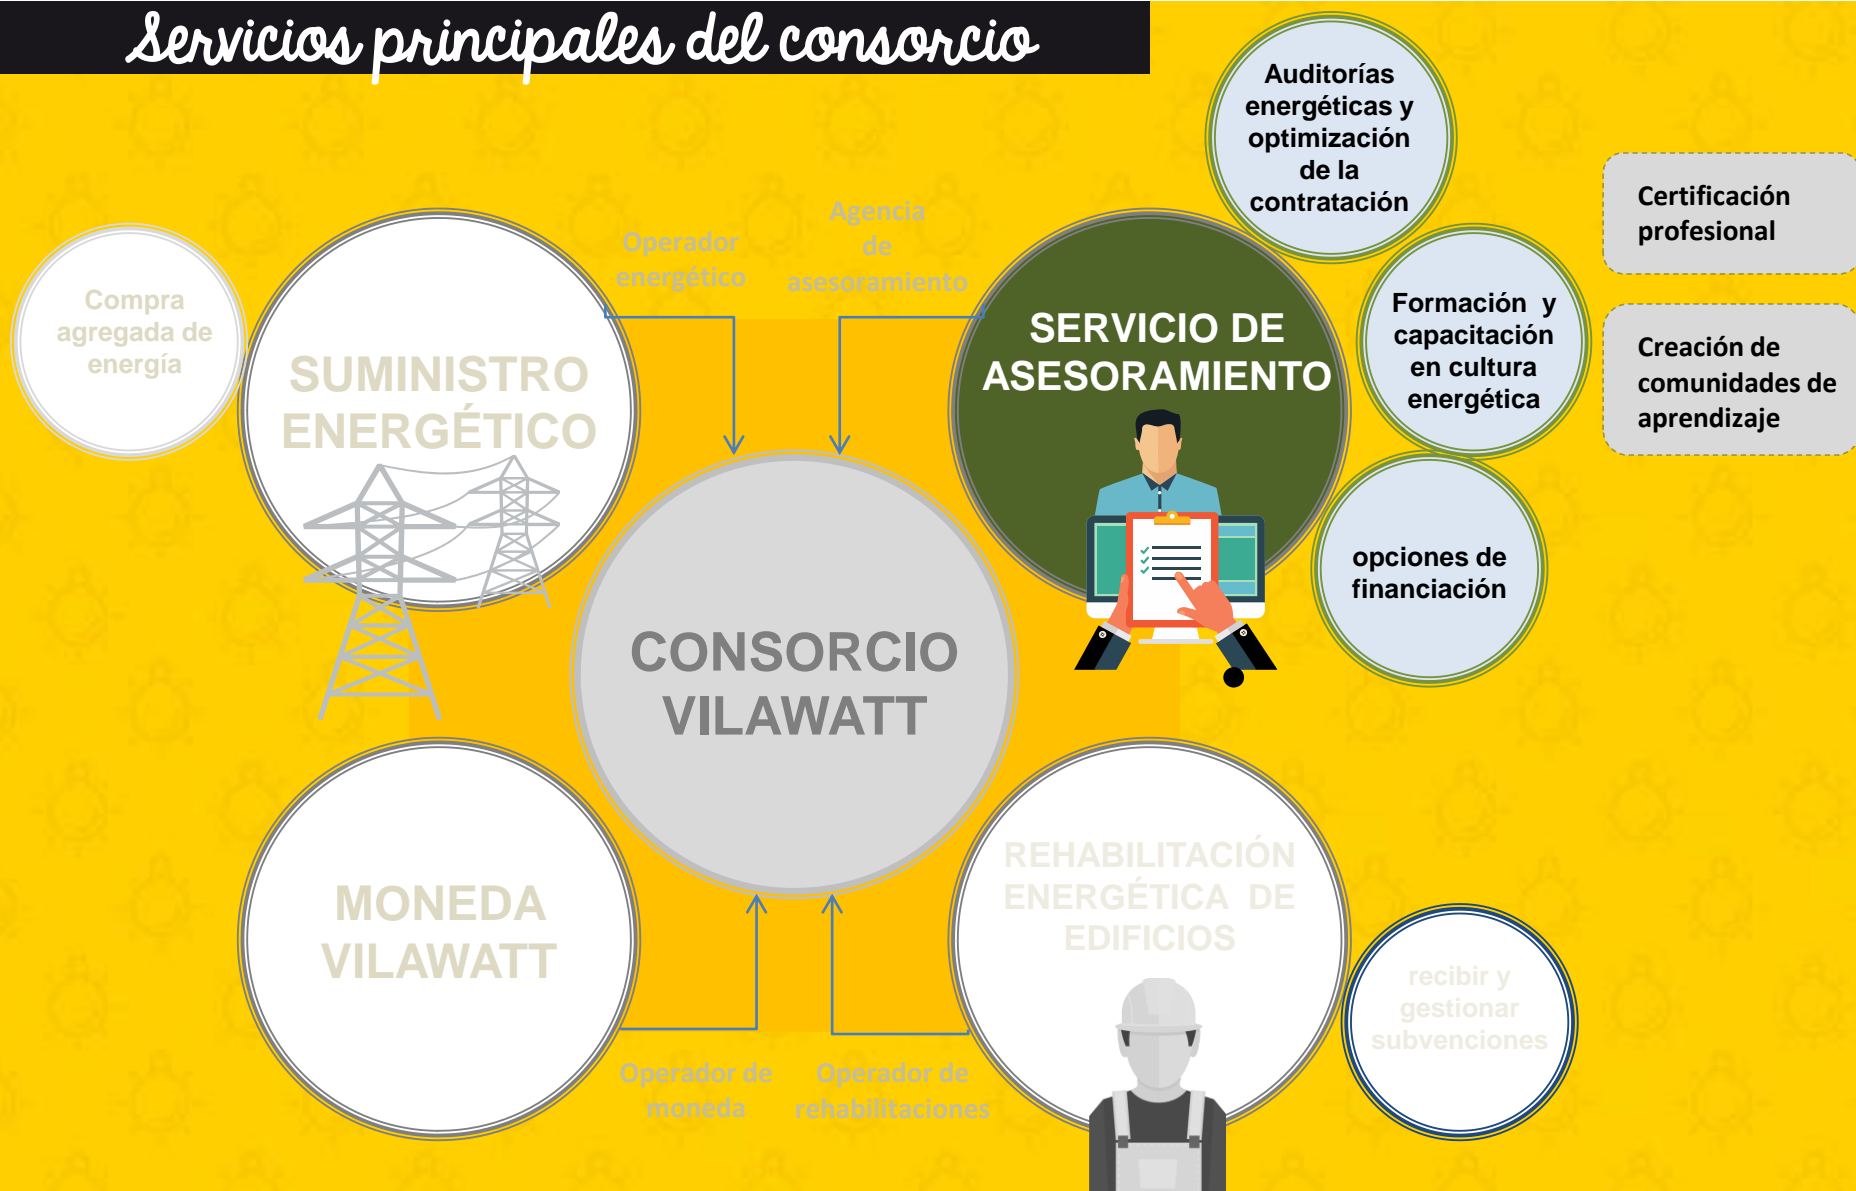 Servicios principales del consorcio
Auditorías
energéticas y
optimización
de la
contratación
Certificación
profesional
Agencia
de
asesoramiento
Operador
energético
Compra
agregada de
energía
SUMINISTRO
ENERGÉTICO
SERVICIO DE
ASESORAMIENTO
Formación y
capacitación
en cultura
energética
Creación de
comunidades de
aprendizaje
opciones de
financiación
CONSORCIO
VILAWATT
MONEDA
VILAWATT
REHABILITACIÓN
ENERGÉTICA DE
EDIFICIOS
recibir y
gestionar
subvenciones
Operador de
moneda
Operador de
rehabilitaciones